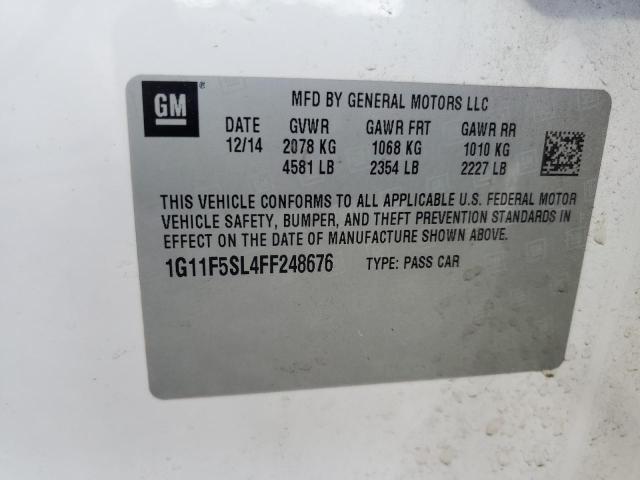 GM®
MFD BY GENERAL MOTORS LLC
DATE GVWR GAWR FRT GAWR RR
12/14 2078 KG 1068 KG 1010 KG
4581 LB 2354 LB 2227 LB
THIS VEHICLE CONFORMS TO ALL APPLICABLE U.S. FEDERAL MOTOR
VEHICLE SAFETY, BUMPER, AND THEFT PREVENTION STANDARDS IN
EFFECT ON THE DATE OF MANUFACTURE SHOWN ABOVE.
1G11F5SL4FF248676 TYPE: PASS CAR